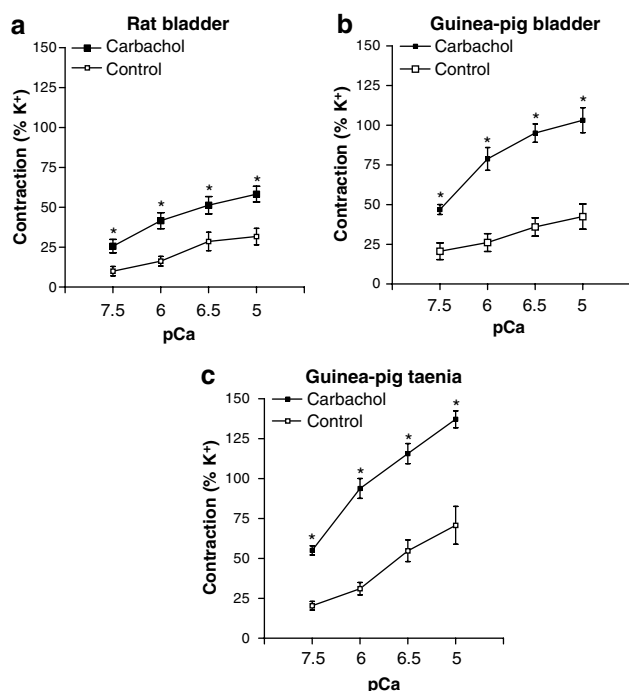 a
Rat bladder
Carbachol
Control
150
125
100
75
50
25
0
Contraction (% K+)
* * * *
7.5 6 6.5 5
pCa
b
Guinea-pig bladder
Carbachol
Control
150
125
100
75
50
25
0
Contraction (% K+)
* * * *
7.5 6 6.5 5
pCa
c
Guinea-pig taenia
Carbachol
Control
150
125
100
75
50
25
0
Contraction (% K+)
* * * *
7.5 6 6.5 5
pCa